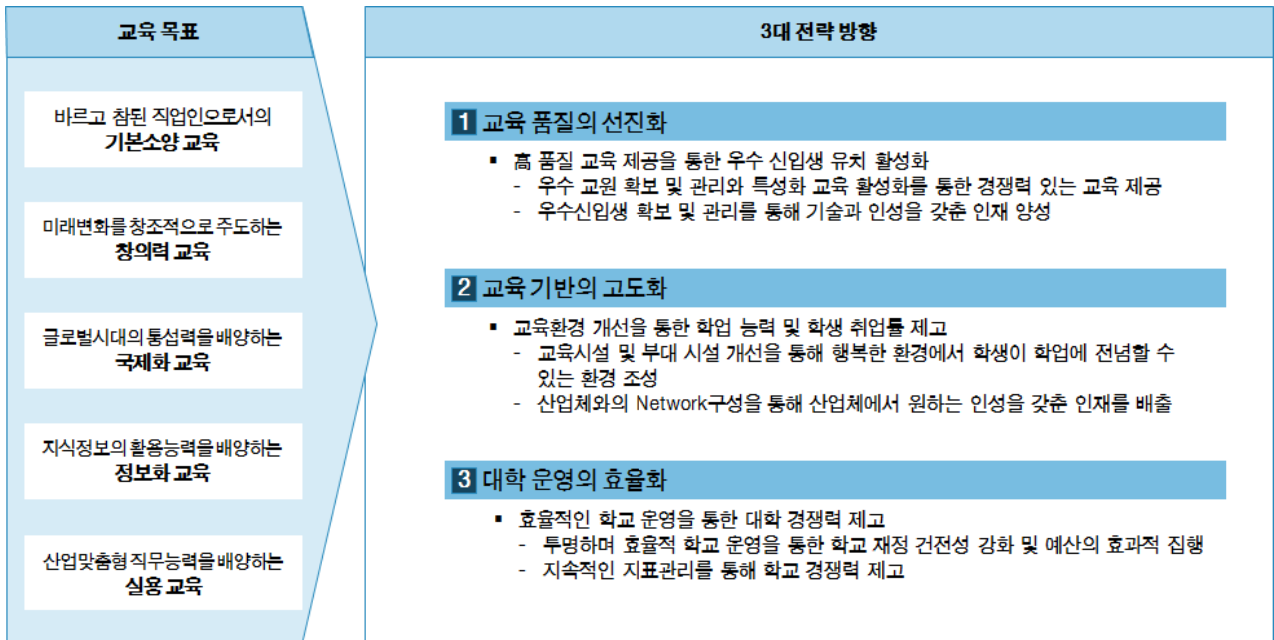 교육 목표
바르고 참된 직업인으로서의
기본소양 교육
미래변화를 창조적으로 주도하는
창의력 교육
글로벌시대의 통섭력을 배양하는
국제화 교육
지식정보의 활용능력을 배양하는
정보화 교육
산업맞춤형 직무능력을 배양하는
실용 교육
3대 전략 방향
1 교육 품질의 선진화
▪ 高 품질 교육 제공을 통한 우수 신입생 유치 활성화
- 우수 교원 확보 및 관리와 특성화 교육 활성화를 통한 경쟁력 있는 교육 제공
- 우수신입생 확보 및 관리를 통해 기술과 인성을 갖춘 인재 양성
2 교육 기반의 고도화
▪ 교육환경 개선을 통한 학업 능력 및 학생 취업률 제고
- 교육시설 및 부대 시설 개선을 통해 행복한 환경에서 학생이 학업에 전념할 수
있는 환경 조성
- 산업체와의 Network구성을 통해 산업체에서 원하는 인성을 갖춘 인재를 배출
3 대학 운영의 효율화
▪ 효율적인 학교 운영을 통한 대학 경쟁력 제고
- 투명하며 효율적 학교 운영을 통한 학교 재정 건전성 강화 및 예산의 효과적 집행
- 지속적인 지표관리를 통해 학교 경쟁력 제고